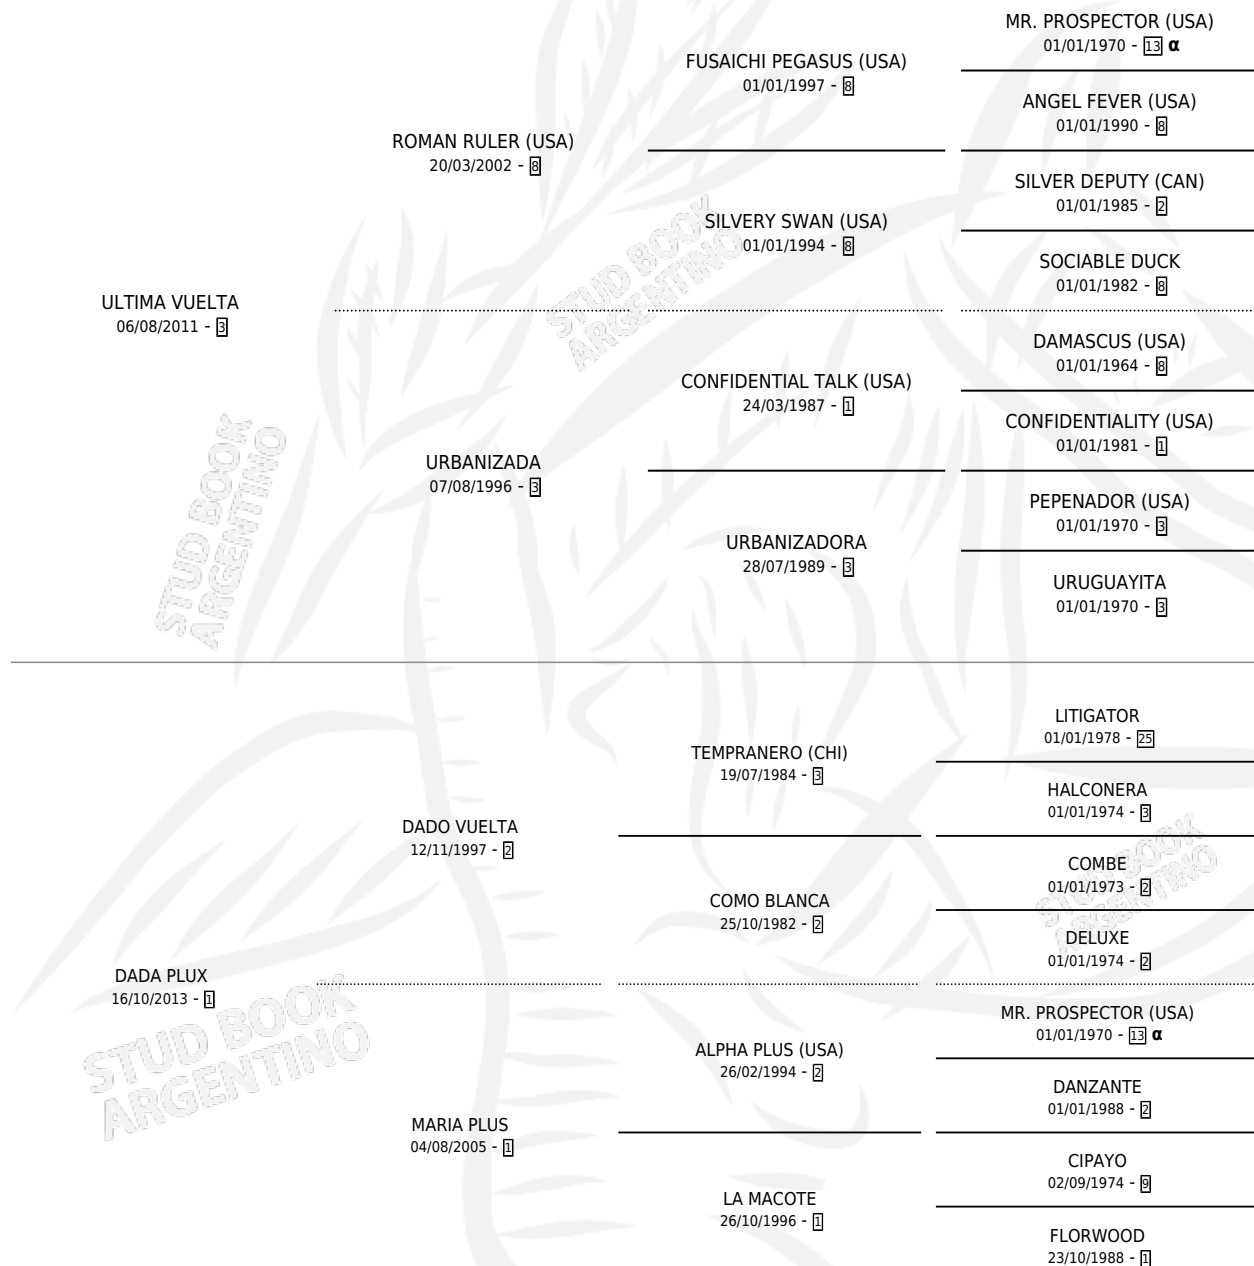 MR. PROSPECTOR (USA)
01/01/1970 - 13 α
FUSAICHI PEGASUS (USA)
01/01/1997 - 8
ANGEL FEVER (USA)
01/01/1990 - 8
ROMAN RULER (USA)
20/03/2002 - 8
SILVER DEPUTY (CAN)
01/01/1985 - 2
SILVERY SWAN (USA)
01/01/1994 - 8
SOCIABLE DUCK
01/01/1982 - 8
STUD BOOK
ARGENTINO
ULTIMA VUELTA
06/08/2011 - 3
DAMASCUS (USA)
01/01/1964 - 8
CONFIDENTIAL TALK (USA)
24/03/1987 - 1
CONFIDENTIALITY (USA)
01/01/1981 - 1
URBANIZADA
07/08/1996 - 3
PEPENADOR (USA)
01/01/1970 - 3
URBANIZADORA
28/07/1989 - 3
URUGUAYITA
01/01/1970 - 3
STUD BOOK
ARGENTINO
LITIGATOR
01/01/1978 - 25
TEMPRANERO (CHI)
19/07/1984 - 3
HALCONERA
01/01/1974 - 3
DADO VUELTA
12/11/1997 - 2
COMBE
01/01/1973 - 2
COMO BLANCA
25/10/1982 - 2
DELUXE
01/01/1974 - 2
STUD BOOK
ARGENTINO
DADA PLUX
16/10/2013 - 1
MR. PROSPECTOR (USA)
01/01/1970 - 13 α
ALPHA PLUS (USA)
26/02/1994 - 2
DANZANTE
01/01/1988 - 2
STUD BOOK
ARGENTINO
MARIA PLUS
04/08/2005 - 1
CIPAYO
02/09/1974 - 9
LA MACOTE
26/10/1996 - 1
FLORWOOD
23/10/1988 - 1